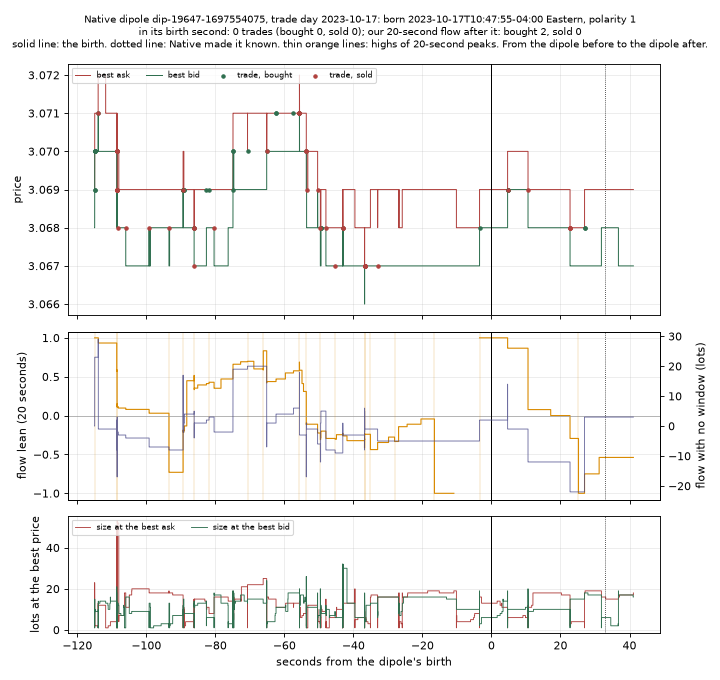 Native dipole dip-19647-1697554075, trade day 2023-10-17: born 2023-10-17T10:47:55-04:00 Eastern, polarity 1
in its birth second: 0 trades (bought 0, sold 0); our 20-second flow after it: bought 2, sold 0
solid line: the birth. dotted line: Native made it known. thin orange lines: highs of 20-second peaks. From the dipole before to the dipole after.
best ask best bid trade, bought trade, sold
3.072
3.071
3.070
3.069
3.068
3.067
3.066
price
1.0
0.5
0.0
−0.5
−1.0
flow lean (20 seconds)
30
20
10
0
−10
−20
flow with no window (lots)
size at the best ask size at the best bid
40
20
0
lots at the best price
−120 −100 −80 −60 −40 −20 0 20 40
seconds from the dipole's birth